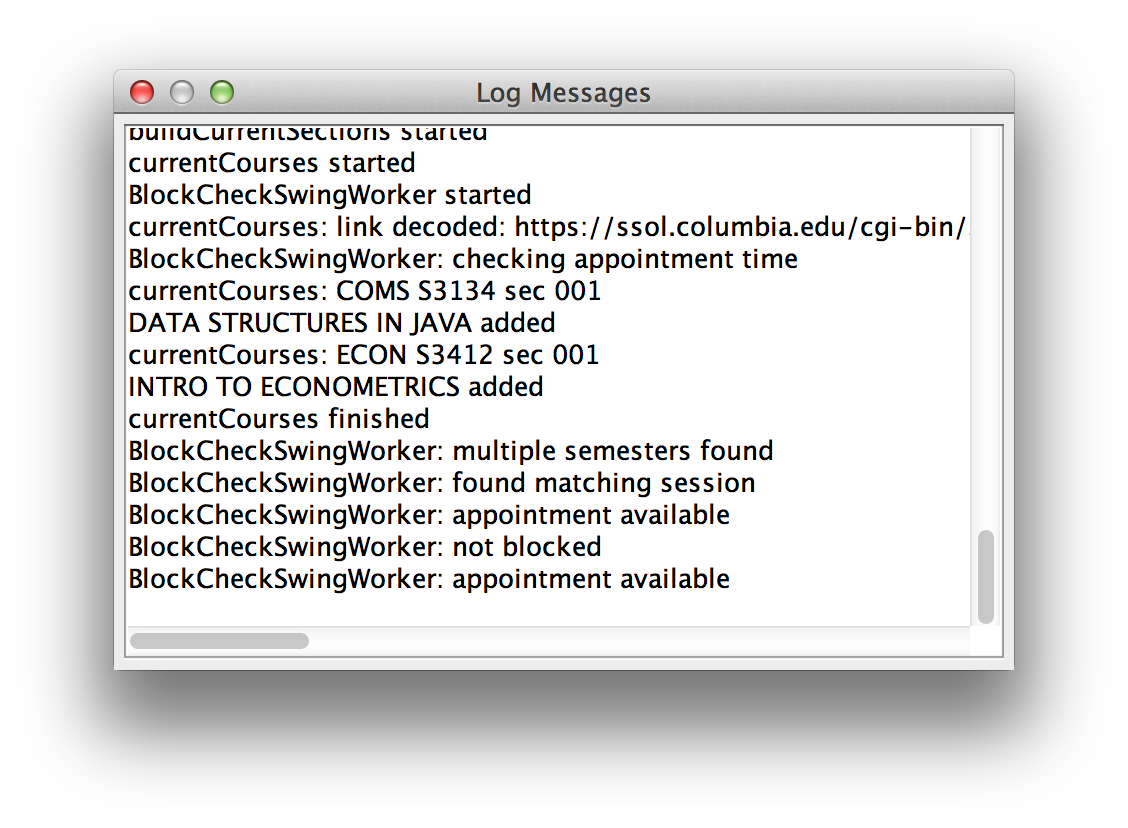 Log Messages
buildCurrentSections started
currentCourses started
BlockCheckSwingWorker started
currentCourses: link decoded: https://ssol.columbia.edu/cgi-bin/
BlockCheckSwingWorker: checking appointment time
currentCourses: COMS S3134 sec 001
DATA STRUCTURES IN JAVA added
currentCourses: ECON S3412 sec 001
INTRO TO ECONOMETRICS added
currentCourses finished
BlockCheckSwingWorker: multiple semesters found
BlockCheckSwingWorker: found matching session
BlockCheckSwingWorker: appointment available
BlockCheckSwingWorker: not blocked
BlockCheckSwingWorker: appointment available